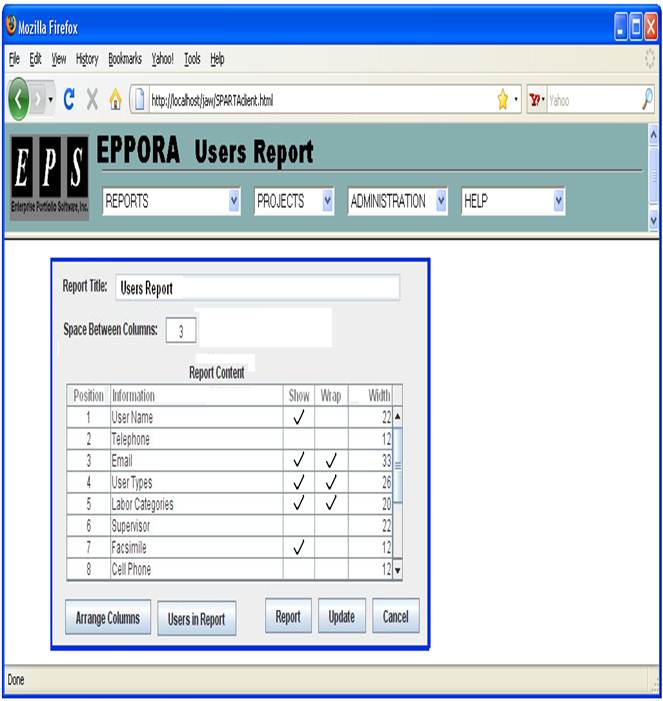 Mozilla Firefox
File Edit View History Bookmarks Yahoo! Tools Help
http://localhost/jaw/SPARTAclient.html Yahoo
EPS
Enterprise Portfolio Software, Inc.
EPPORA Users Report
REPORTS PROJECTS ADMINISTRATION HELP
Report Title: Users Report
Space Between Columns: 3
Report Content
Position Information Show Wrap Width
1 User Name ✓ 22
2 Telephone 12
3 Email ✓ ✓ 33
4 User Types ✓ ✓ 26
5 Labor Categories ✓ ✓ 20
6 Supervisor 22
7 Facsimile ✓ 12
8 Cell Phone 12
Arrange Columns Users in Report Report Update Cancel
Done